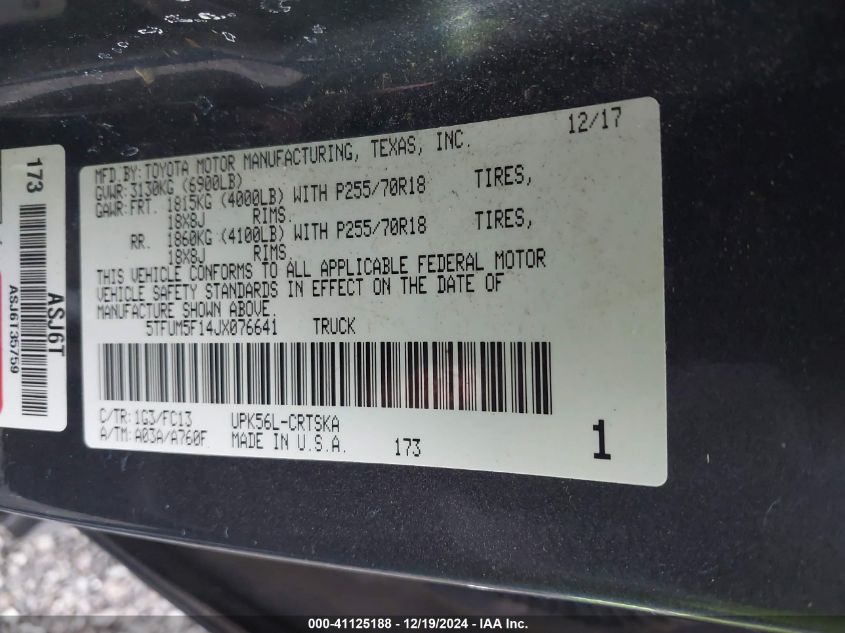 12/17
MFD.BY: TOYOTA MOTOR MANUFACTURING, TEXAS, INC.
GVWR: 3130KG (6900LB)
GAWR: FRT. 1815KG (4000LB) WITH P255/70R18 TIRES,
18X8J RIMS.
RR. 1860KG (4100LB) WITH P255/70R18 TIRES,
18X8J RIMS.
THIS VEHICLE CONFORMS TO ALL APPLICABLE FEDERAL MOTOR
VEHICLE SAFETY STANDARDS IN EFFECT ON THE DATE OF
MANUFACTURE SHOWN ABOVE.
5TFUM5F14JX076641 TRUCK
C/TR: 1G3/FC13 UPK56L-CRTSKA
A/TM: A03A/A760F MADE IN U.S.A. 173 1
173
ASJ6T
ASJ6T35759
000-41125188 - 12/19/2024 - IAA Inc.